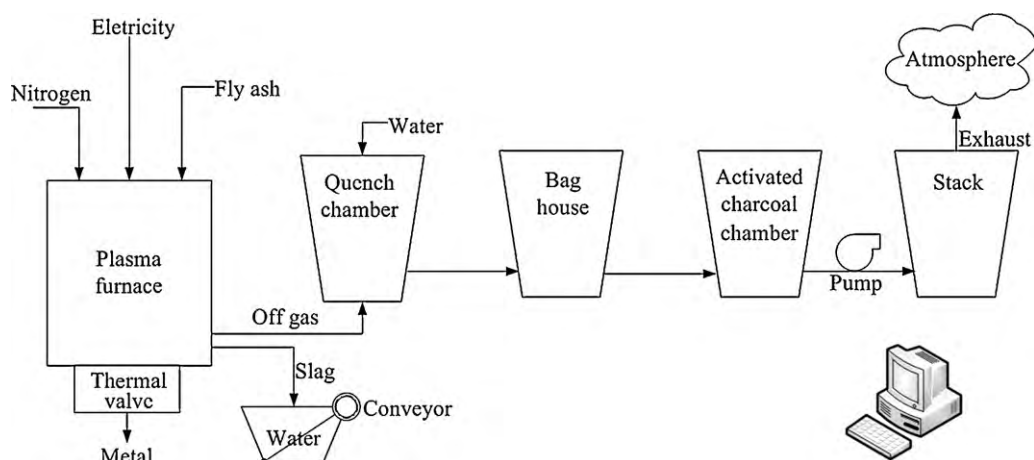 Eletricity
Nitrogen
Fly ash
Plasma
furnace
Thermal
valve
Metal
Off gas
Slag
Water
Conveyor
Water
Quench
chamber
Bag
house
Activated
charcoal
chamber
Pump
Stack
Exhaust
Atmosphere